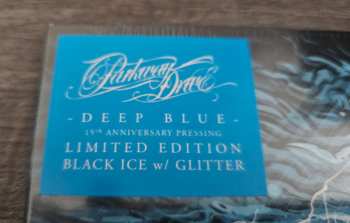 Parkway Drive
- DEEP BLUE -
15th ANNIVERSARY PRESSING
LIMITED EDITION
BLACK ICE w/ GLITTER